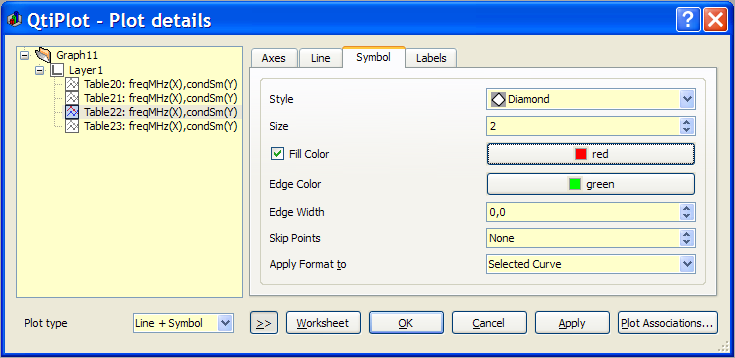 QtiPlot - Plot details
Graph11
Layer1
Table20: freqMHz(X),condSm(Y)
Table21: freqMHz(X),condSm(Y)
Table22: freqMHz(X),condSm(Y)
Table23: freqMHz(X),condSm(Y)
Axes Line Symbol Labels
Style Diamond
Size 2
Fill Color red
Edge Color green
Edge Width 0,0
Skip Points None
Apply Format to Selected Curve
Plot type Line + Symbol >> Worksheet OK Cancel Apply Plot Associations...